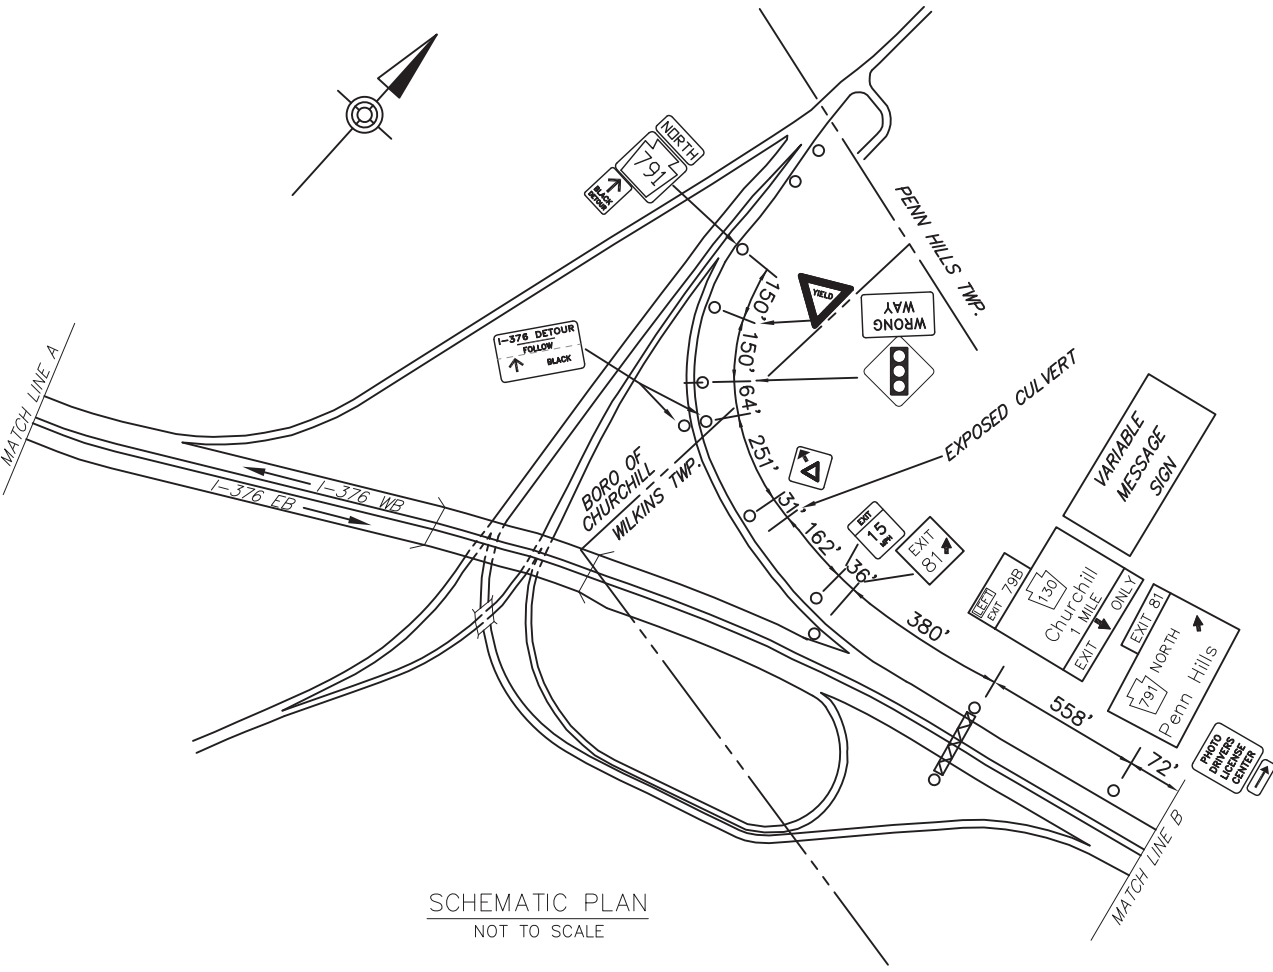 NORTH
791
BLACK
DETOUR
PENN HILLS TWP.
150'
YIELD
WRONG
WAY
I-376 DETOUR
FOLLOW
BLACK
150'
64'
EXPOSED CULVERT
MATCH LINE A
251'
BORO OF
CHURCHILL
WILKINS TWP.
31'
VARIABLE
MESSAGE
SIGN
I-376 WB
I-376 EB
EXIT
15
MPH
162'
36'
EXIT
81
LEFT
EXIT 79B
130
Churchill
1 MILE
EXIT ONLY
EXIT 81
791 NORTH
Penn Hills
380'
558'
72'
PHOTO
DRIVERS
LICENSE
CENTER
MATCH LINE B
SCHEMATIC PLAN
NOT TO SCALE